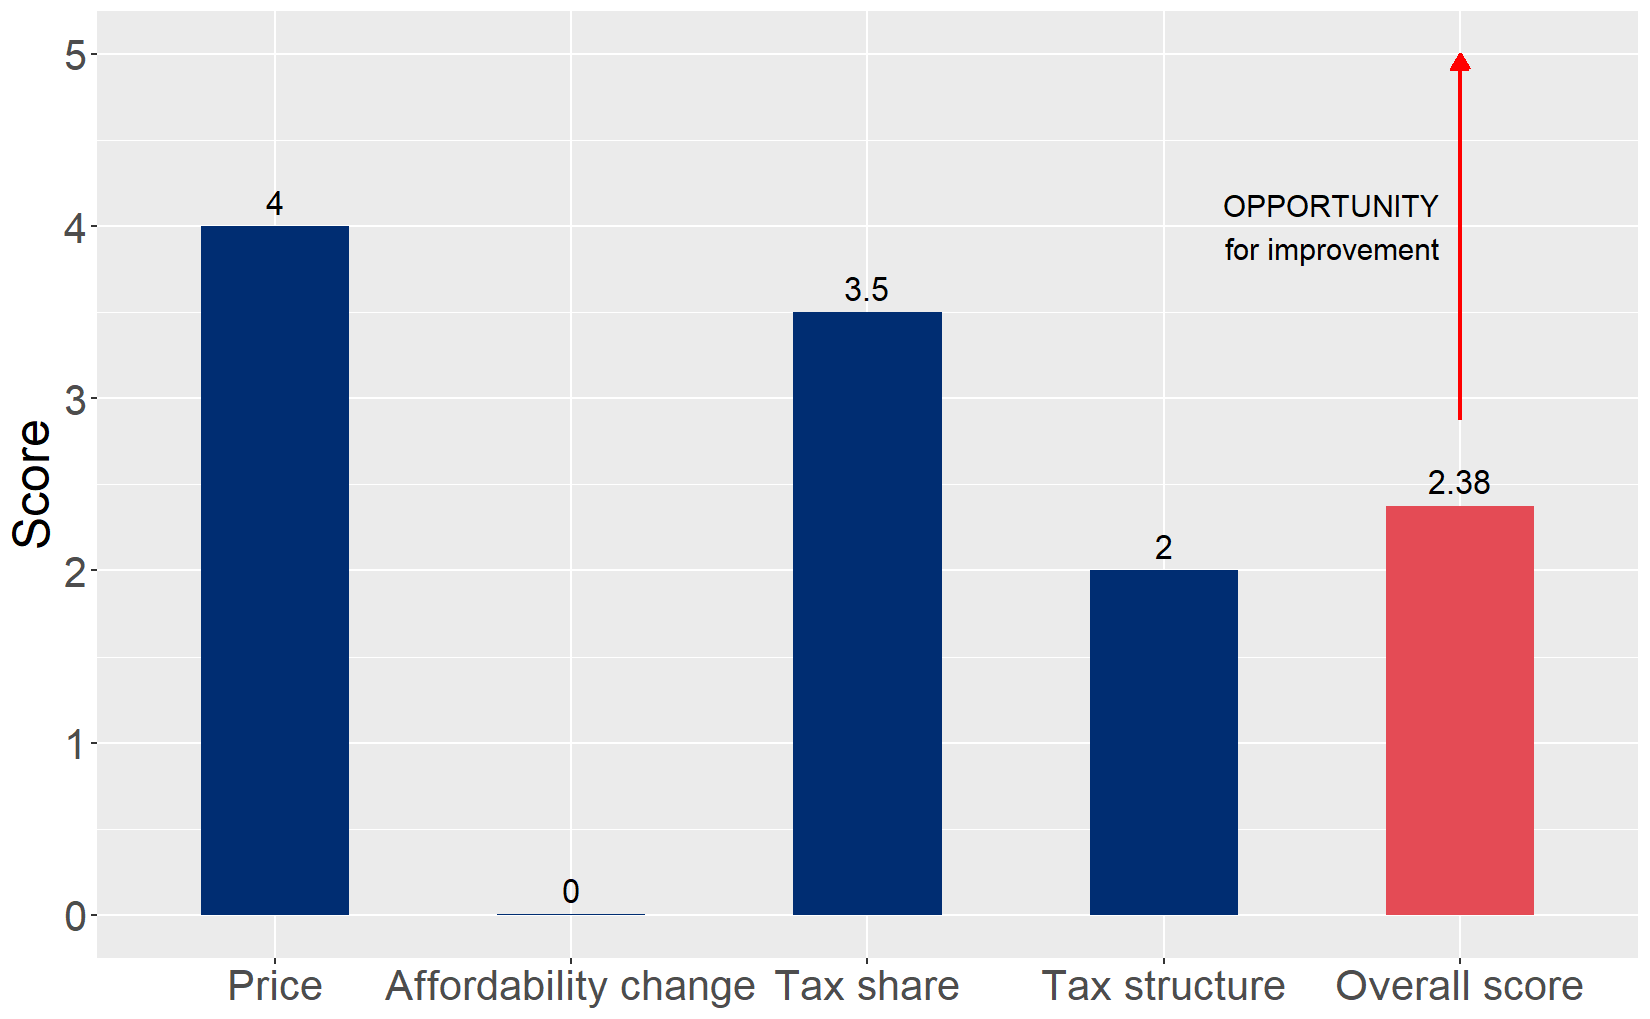 5
4
3
2
1
0
Score
4
0
3.5
2
2.38
OPPORTUNITY
for improvement
Price
Affordability change
Tax share
Tax structure
Overall score